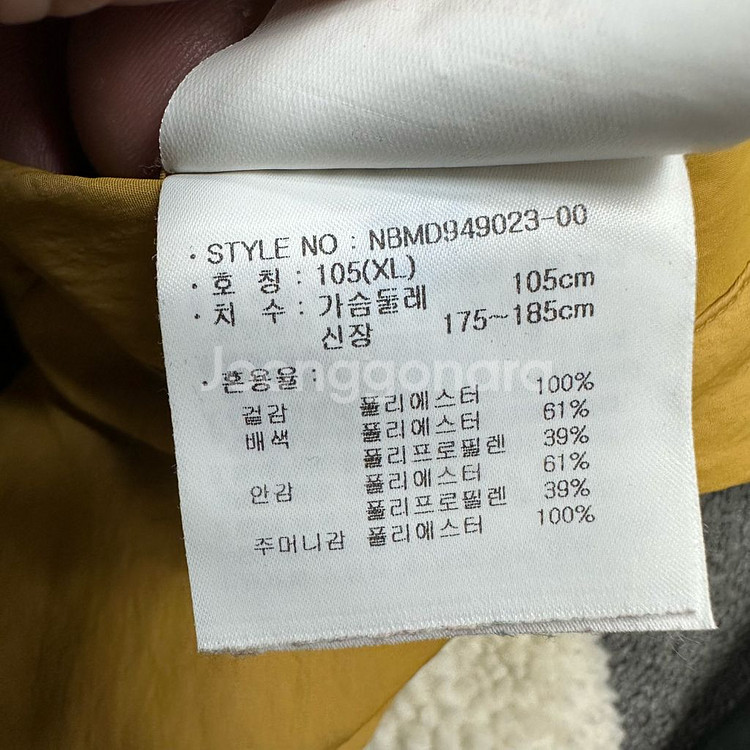 · STYLE NO : NBMD949023-00
· 호 칭 : 105(XL)
· 치 수 : 가슴둘레 105cm
신장 175~185cm
· 혼용율 :
겉감 폴리에스터 100%
배색 폴리에스터 61%
폴리프로필렌 39%
안감 폴리에스터 61%
폴리프로필렌 39%
주머니감 폴리에스터 100%
Joonggonara